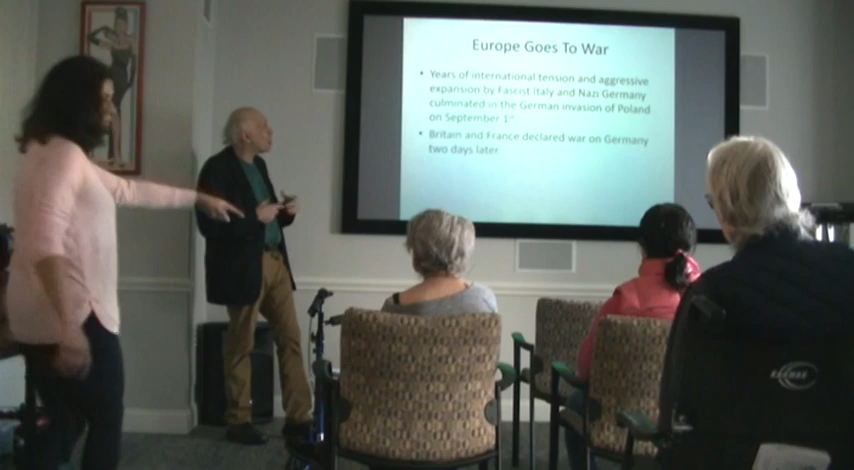 Europe Goes To War
• Years of international tension and aggressive
expansion by Fascist Italy and Nazi Germany
culminated in the German invasion of Poland
on September 1st
• Britain and France declared war on Germany
two days later.